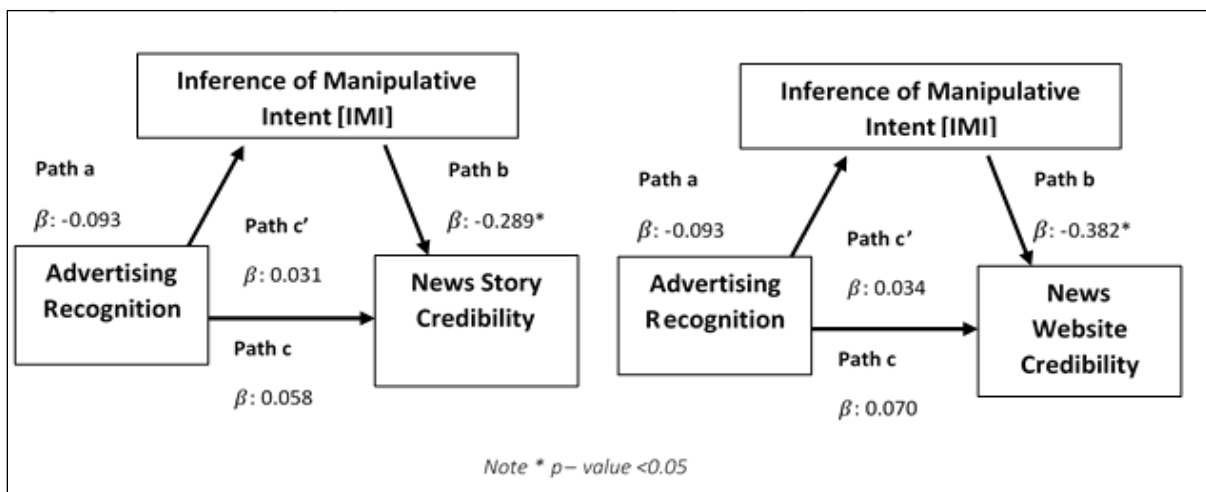 Inference of Manipulative
Intent [IMI]
Path a
β: -0.093
Path b
β: -0.289*
Path c’
β: 0.031
Advertising
Recognition
News Story
Credibility
Path c
β: 0.058
Inference of Manipulative
Intent [IMI]
Path a
β: -0.093
Path b
β: -0.382*
Path c’
β: 0.034
Advertising
Recognition
News
Website
Credibility
Path c
β: 0.070
Note * p– value <0.05